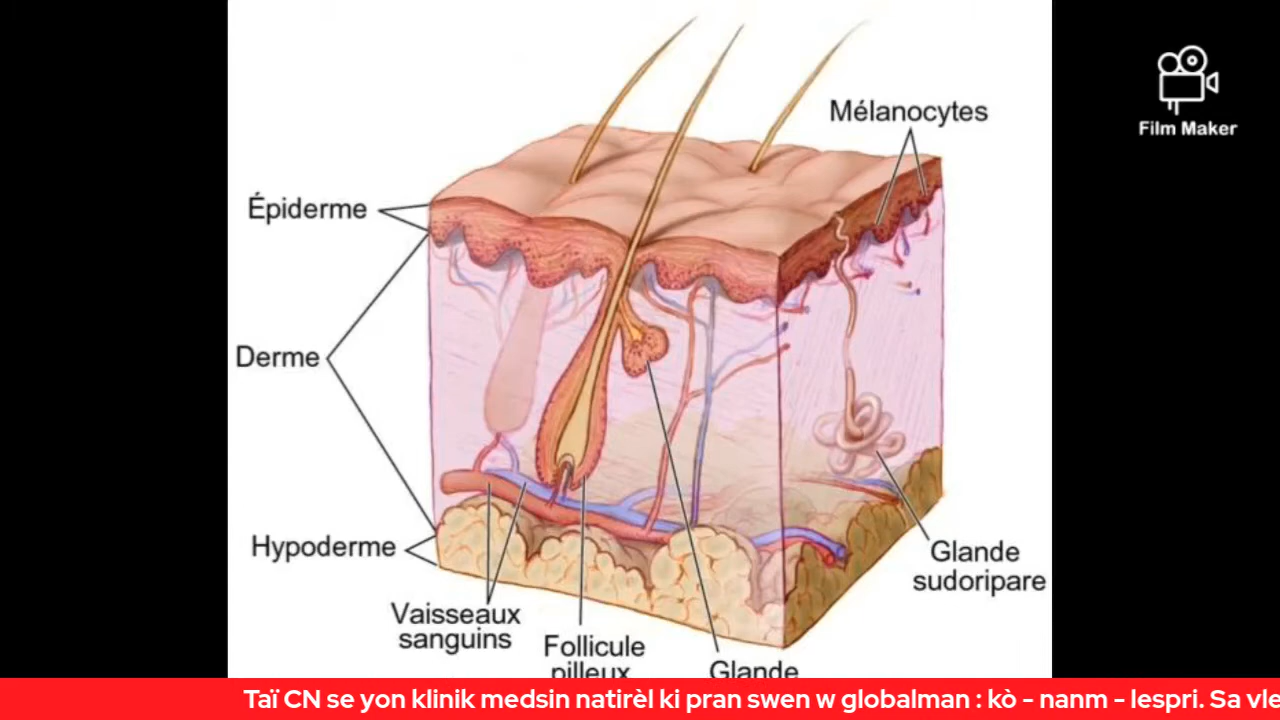 Mélanocytes
Film Maker
Épiderme
Derme
Hypoderme
Glande
sudoripare
Vaisseaux
sanguins
Follicule
pilleux
Glande
Taï CN se yon klinik medsin natirèl ki pran swen w globalman : kò - nanm - lespri. Sa vle